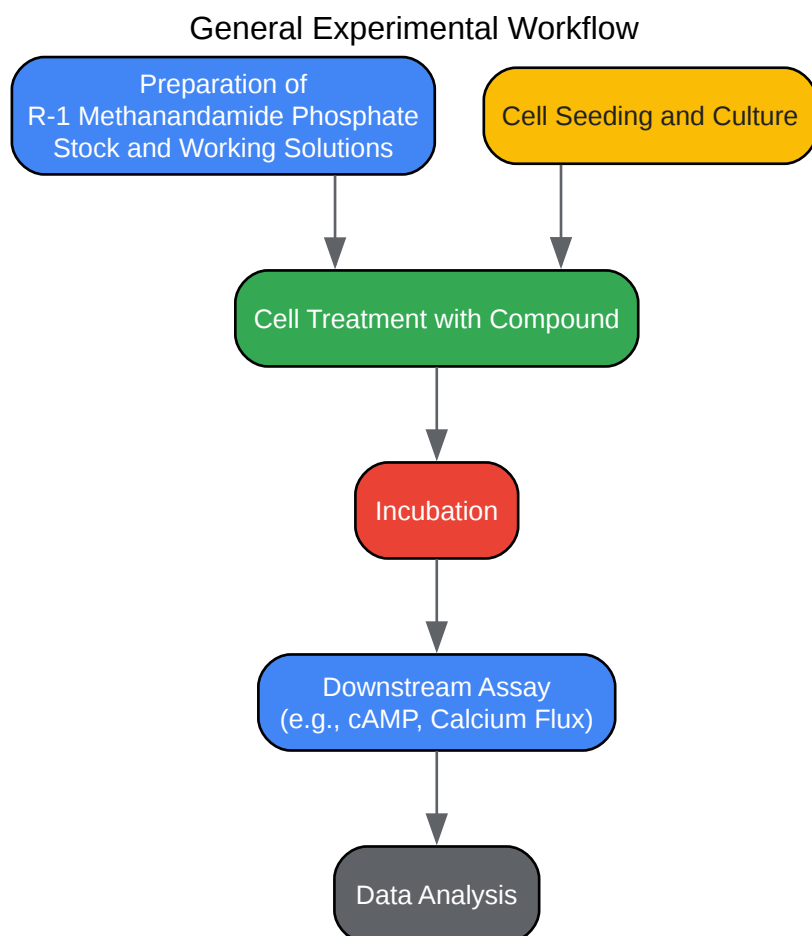 General Experimental Workflow
Preparation of
R-1 Methanandamide Phosphate
Stock and Working Solutions
Cell Seeding and Culture
Cell Treatment with Compound
Incubation
Downstream Assay
(e.g., cAMP, Calcium Flux)
Data Analysis